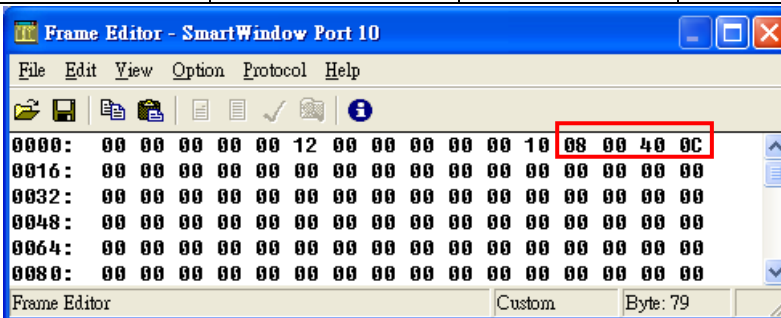 Frame Editor - SmartWindow Port 10
File Edit View Option Protocol Help
0000: 00 00 00 00 00 12 00 00 00 00 00 10 08 00 40 0C
0016: 00 00 00 00 00 00 00 00 00 00 00 00 00 00 00 00
0032: 00 00 00 00 00 00 00 00 00 00 00 00 00 00 00 00
0048: 00 00 00 00 00 00 00 00 00 00 00 00 00 00 00 00
0064: 00 00 00 00 00 00 00 00 00 00 00 00 00 00 00 00
0080: 00 00 00 00 00 00 00 00 00 00 00 00 00 00 00 00
Frame Editor Custom Byte: 79